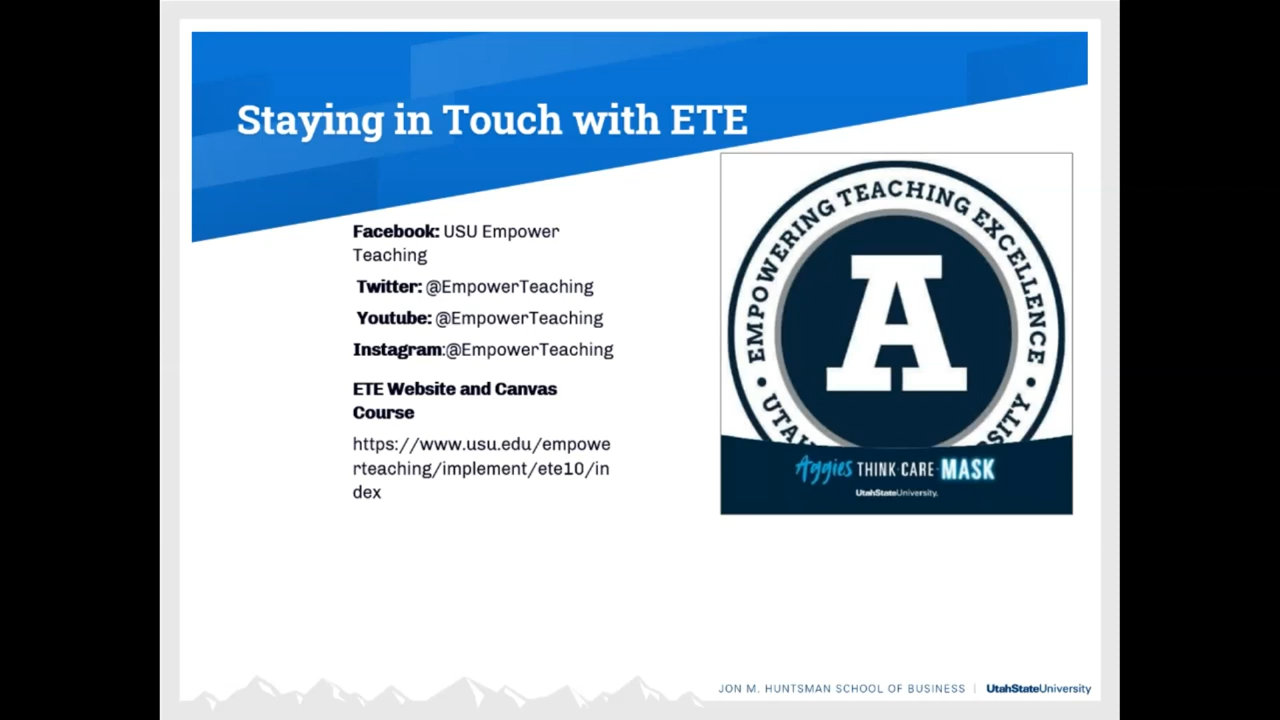 Staying in Touch with ETE
Facebook: USU Empower
Teaching
Twitter: @EmpowerTeaching
Youtube: @EmpowerTeaching
Instagram:@EmpowerTeaching
ETE Website and Canvas
Course
https://www.usu.edu/empowe
rteaching/implement/ete10/in
dex
• EMPOWERING TEACHING EXCELLENCE •
A
Aggies THINK CARE MASK
UtahStateUniversity.
JON M. HUNTSMAN SCHOOL OF BUSINESS | UtahStateUniversity